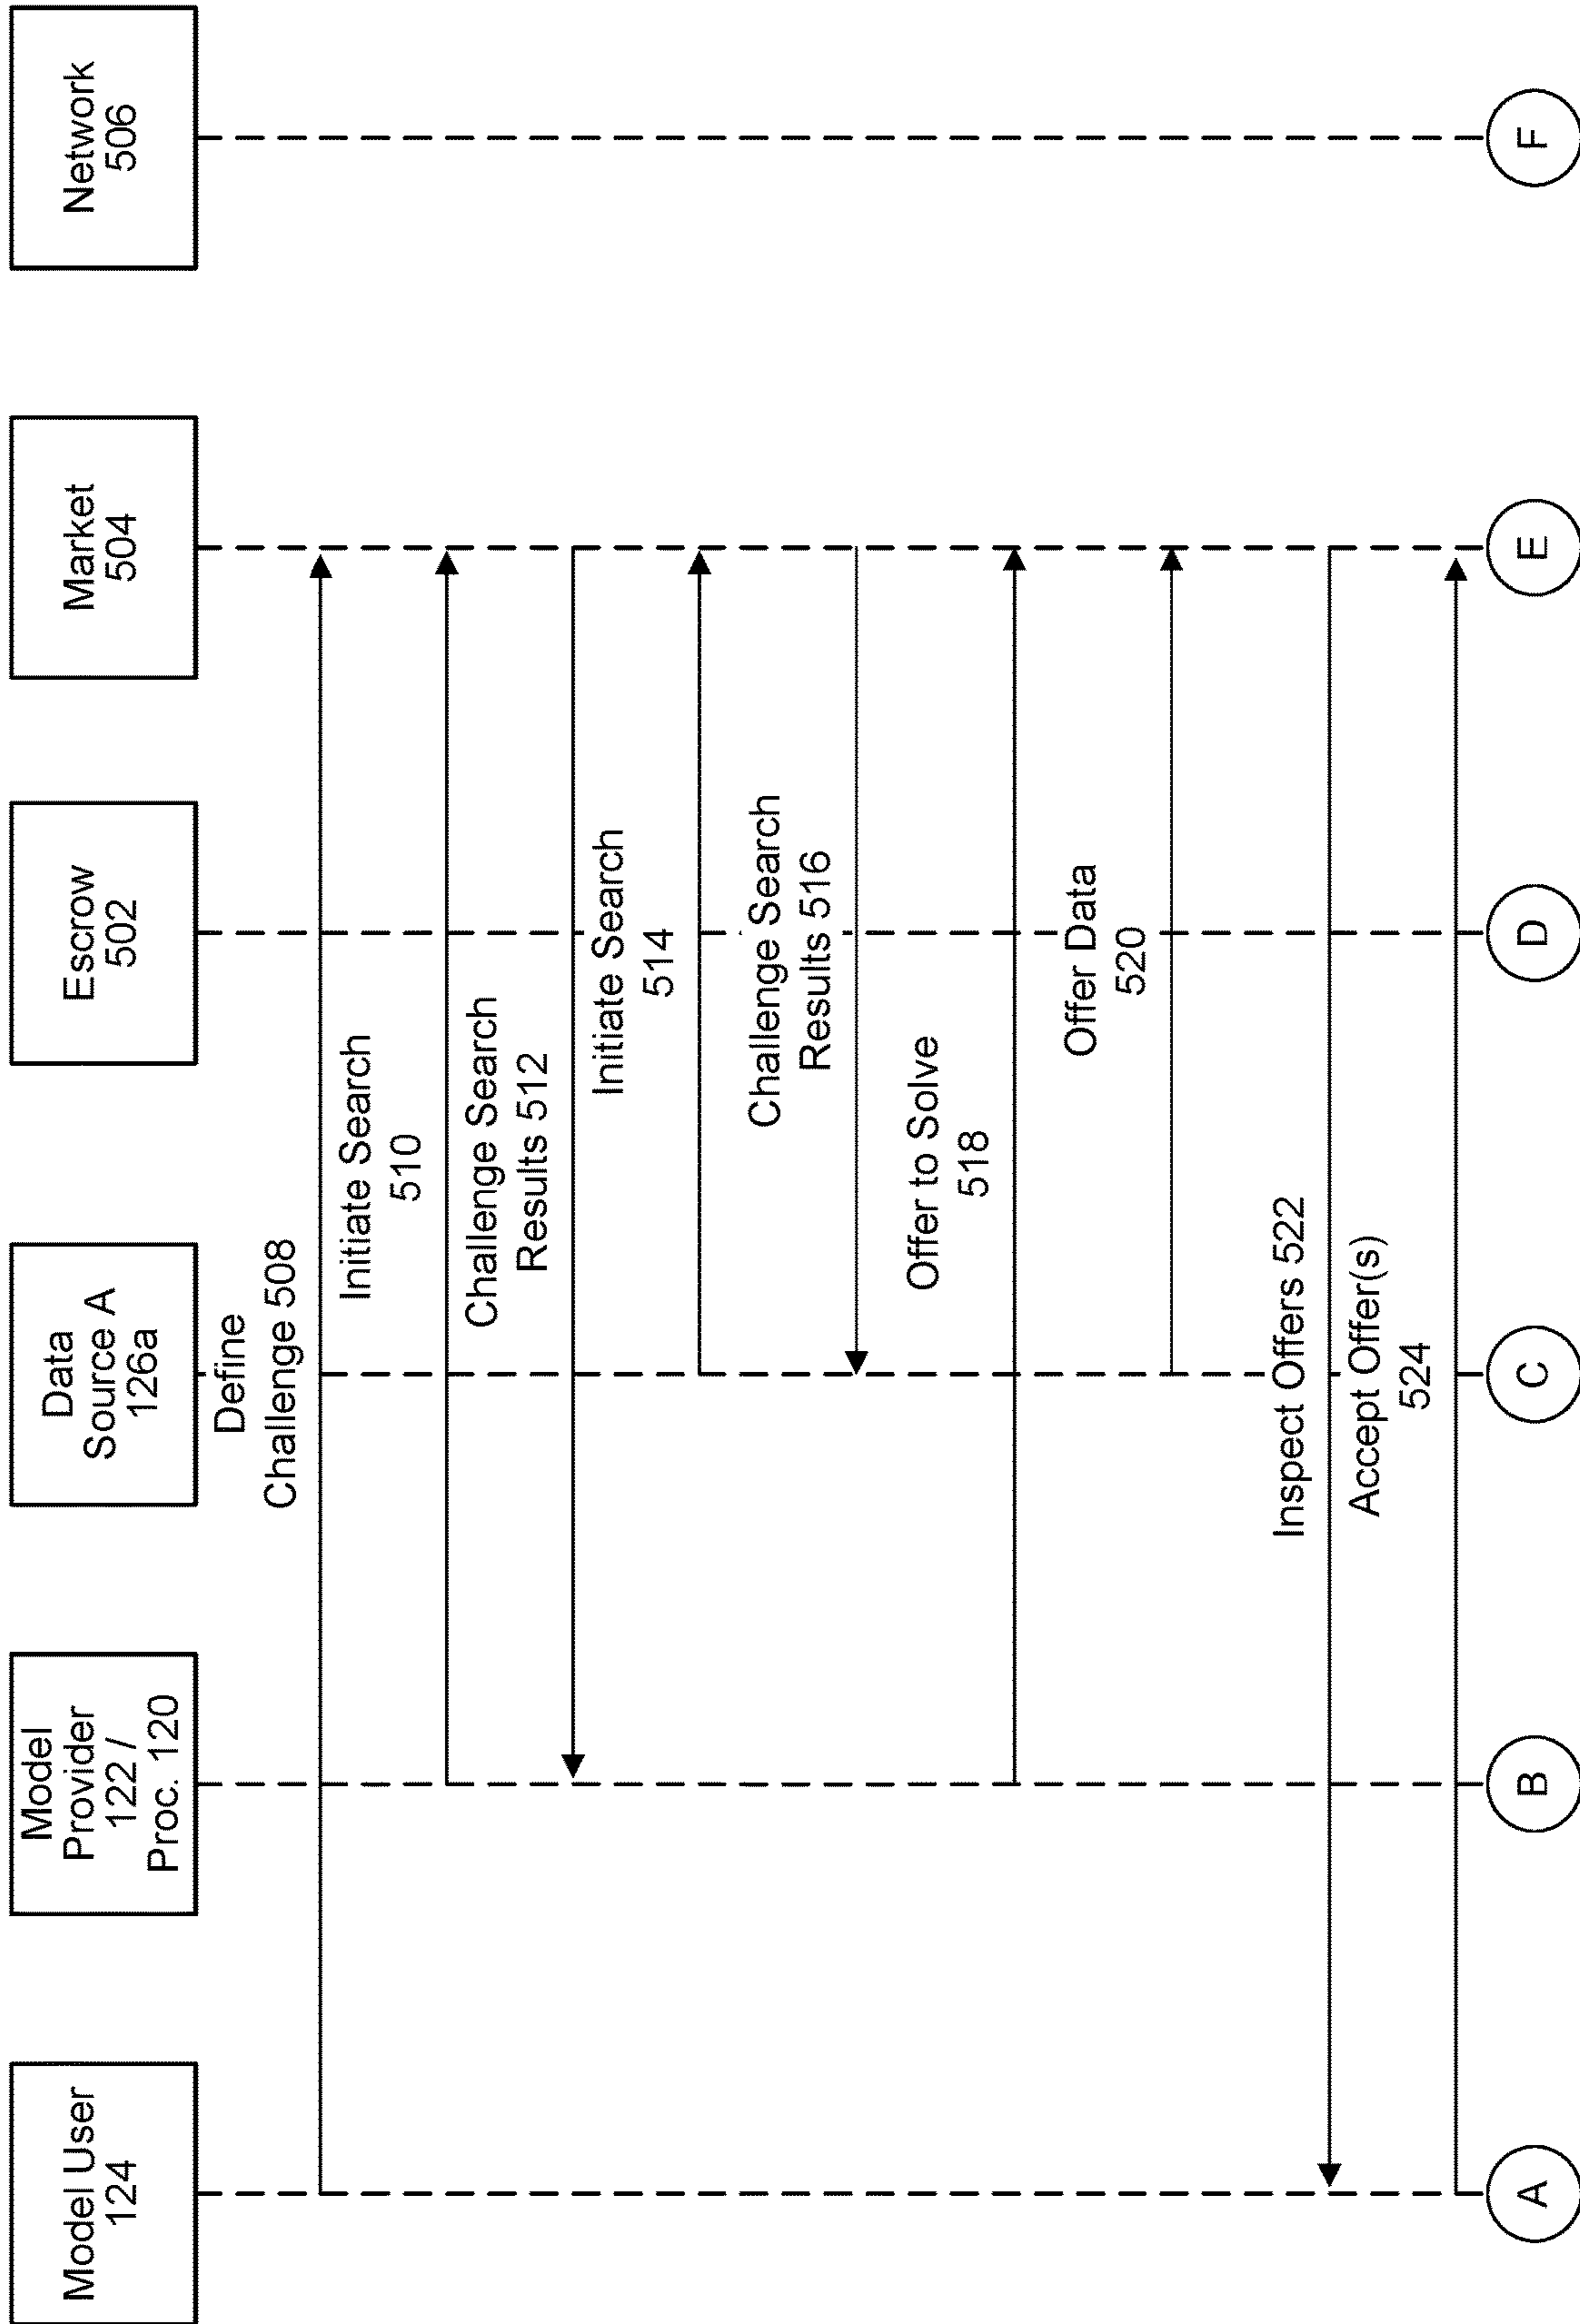 Model User
124
Model
Provider
122 /
Proc. 120
Data
Source A
126a
Escrow
502
Market
504
Network
506
Define
Challenge 508
Initiate Search
510
Challenge Search
Results 512
Initiate Search
514
Challenge Search
Results 516
Offer to Solve
518
Offer Data
520
Inspect Offers 522
Accept Offer(s)
524
A
B
C
D
E
F